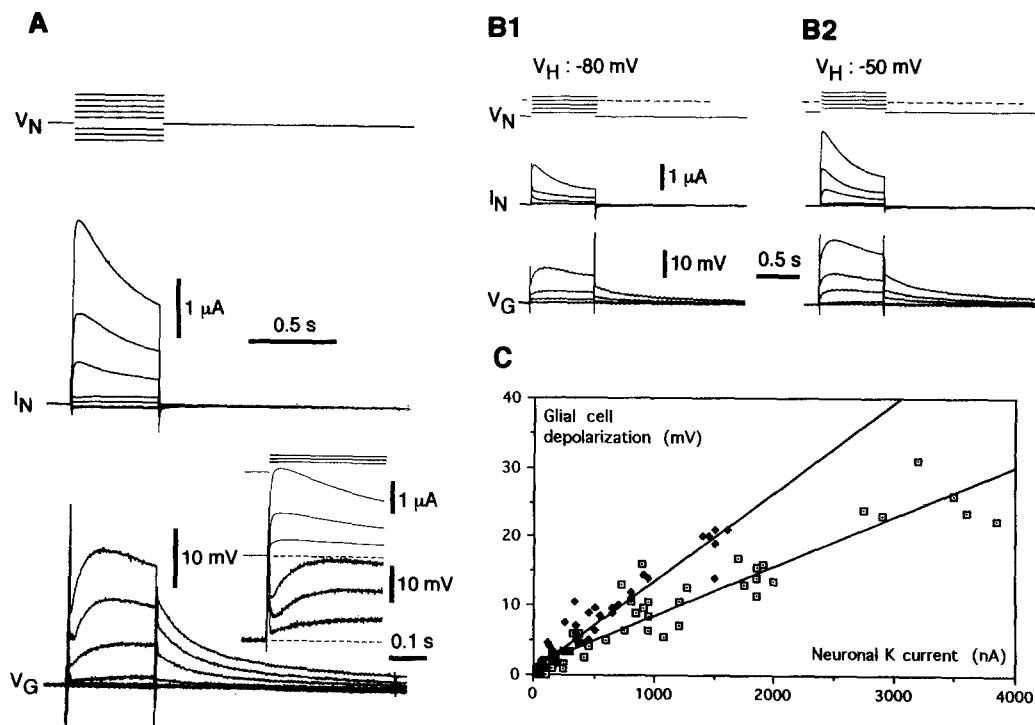 A
V_N
1 μA
0.5 s
I_N
1 μA
10 mV
10 mV
0.1 s
V_G
B1
B2
V_H : -80 mV
V_H : -50 mV
V_N
1 μA
I_N
10 mV
0.5 s
V_G
C
40
30
20
10
0
Glial cell
depolarization (mV)
Neuronal K current (nA)
0
1000
2000
3000
4000